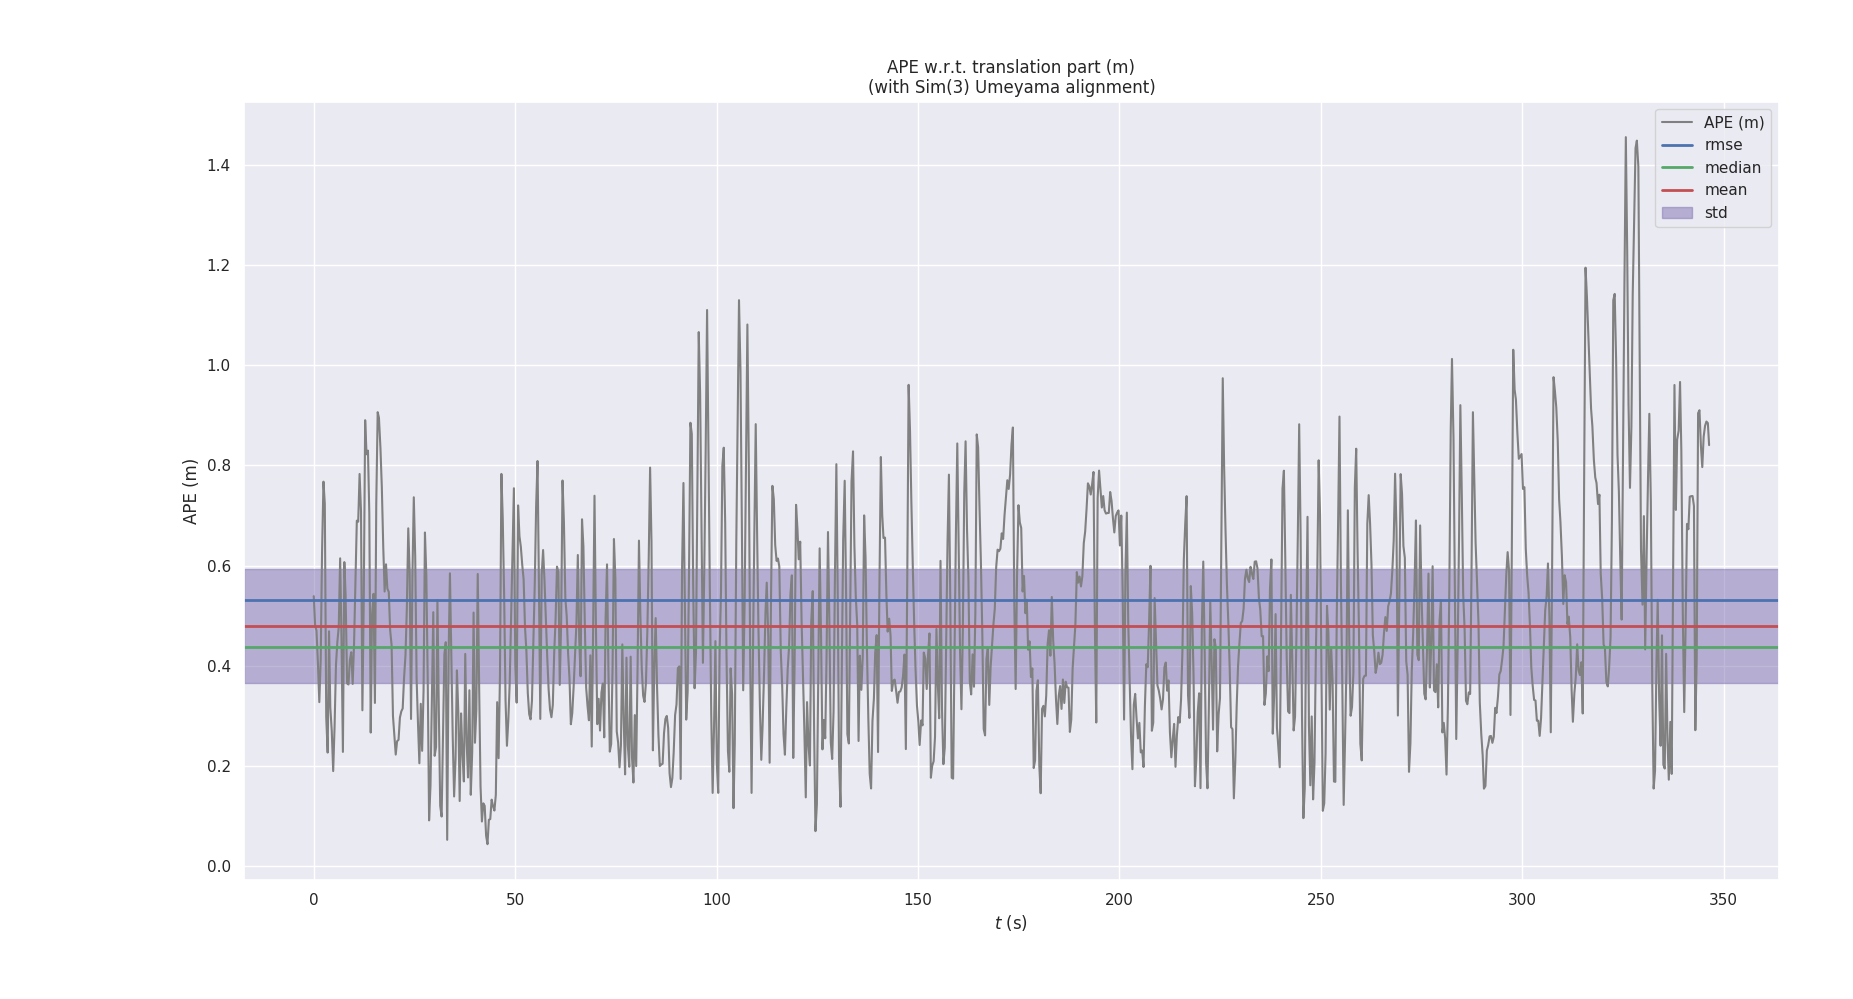 APE w.r.t. translation part (m)
(with Sim(3) Umeyama alignment)
APE (m)
rmse
median
mean
std
APE (m)
1.4
1.2
1.0
0.8
0.6
0.4
0.2
0.0
0
50
100
150
200
250
300
350
t (s)